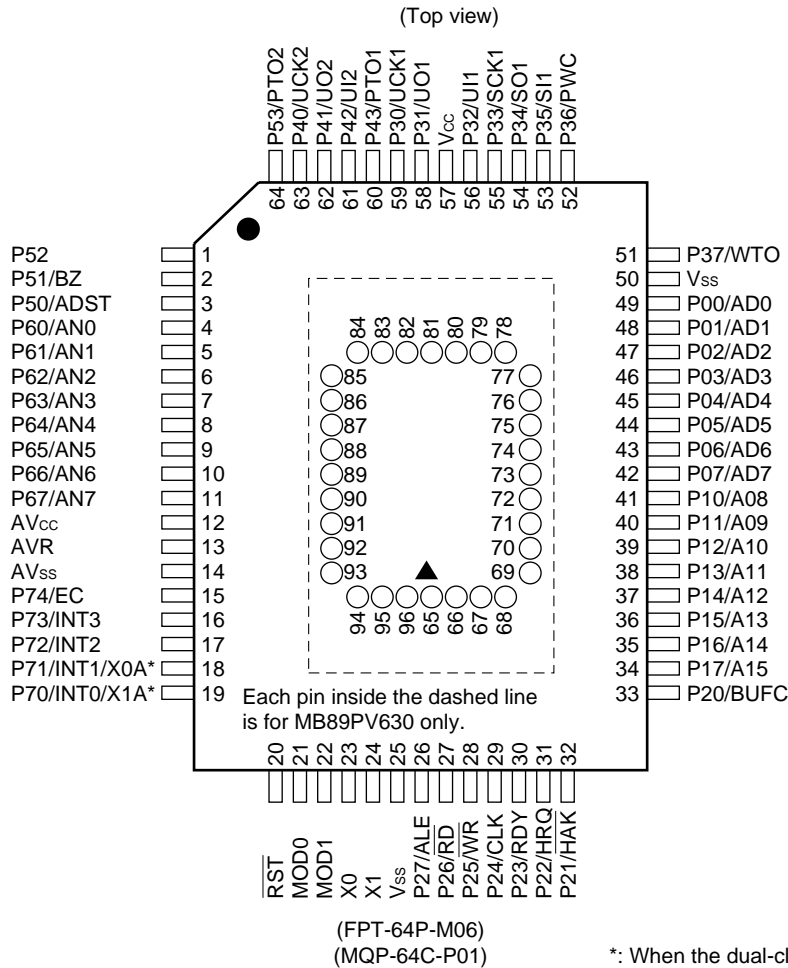 (Top view)
P53/PTO2
P40/UCK2
P41/UO2
P42/UI2
P43/PTO1
P30/UCK1
P31/UO1
Vcc
P32/UI1
P33/SCK1
P34/SO1
P35/SI1
P36/PWC
64
63
62
61
60
59
58
57
56
55
54
53
52
P52 1
P51/BZ 2
P50/ADST 3
P60/AN0 4
P61/AN1 5
P62/AN2 6
P63/AN3 7
P64/AN4 8
P65/AN5 9
P66/AN6 10
P67/AN7 11
AVcc 12
AVR 13
AVss 14
P74/EC 15
P73/INT3 16
P72/INT2 17
P71/INT1/X0A* 18
P70/INT0/X1A* 19
84
83
82
81
80
79
78
85 77
86 76
87 75
88 74
89 73
90 72
91 71
92 70
93 69
94
95
96
65
66
67
68
51 P37/WTO
50 Vss
49 P00/AD0
48 P01/AD1
47 P02/AD2
46 P03/AD3
45 P04/AD4
44 P05/AD5
43 P06/AD6
42 P07/AD7
41 P10/A08
40 P11/A09
39 P12/A10
38 P13/A11
37 P14/A12
36 P15/A13
35 P16/A14
34 P17/A15
33 P20/BUFC
Each pin inside the dashed line
is for MB89PV630 only.
20
21
22
23
24
25
26
27
28
29
30
31
32
RST
MOD0
MOD1
X0
X1
Vss
P27/ALE
P26/RD
P25/WR
P24/CLK
P23/RDY
P22/HRQ
P21/HAK
(FPT-64P-M06)
(MQP-64C-P01)
*: When the dual-cl